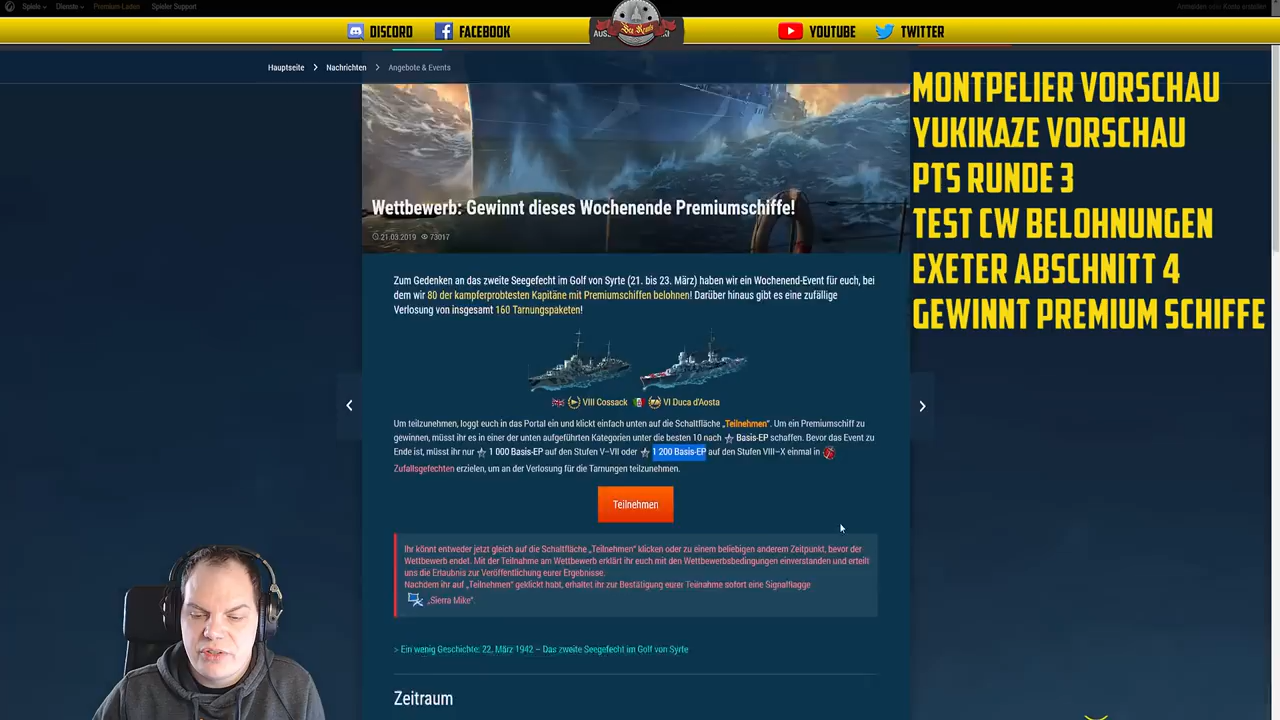 Spiele
Dienste
Premium-Laden
Spieler Support
Anmelden oder Konto erstellen
DISCORD
FACEBOOK
YOUTUBE
TWITTER
Hauptseite
Nachrichten
Angebote & Events
MONTPELIER VORSCHAU
YUKIKAZE VORSCHAU
PTS RUNDE 3
TEST CW BELOHNUNGEN
EXETER ABSCHNITT 4
GEWINNT PREMIUM SCHIFFE
Wettbewerb: Gewinnt dieses Wochenende Premiumschiffe!
21.03.2019 73017
Zum Gedenken an das zweite Seegefecht im Golf von Syrte (21. bis 23. März) haben wir ein Wochenend-Event für euch, bei
dem wir 80 der kampferprobtesten Kapitäne mit Premiumschiffen belohnen! Darüber hinaus gibt es eine zufällige
Verlosung von insgesamt 160 Tarnungspaketen!
VIII Cossack VI Duca d'Aosta
Um teilzunehmen, loggt euch in das Portal ein und klickt einfach unten auf die Schaltfläche „Teilnehmen". Um ein Premiumschiff zu
gewinnen, müsst ihr es in einer der unten aufgeführten Kategorien unter die besten 10 nach Basis-EP schaffen. Bevor das Event zu
Ende ist, müsst ihr nur 1 000 Basis-EP auf den Stufen V–VII oder 1 200 Basis-EP auf den Stufen VIII–X einmal in
Zufallsgefechten erzielen, um an der Verlosung für die Tarnungen teilzunehmen.
Teilnehmen
Ihr könnt entweder jetzt gleich auf die Schaltfläche „Teilnehmen" klicken oder zu einem beliebigen anderem Zeitpunkt, bevor der
Wettbewerb endet. Mit der Teilnahme am Wettbewerb erklärt ihr euch mit den Wettbewerbsbedingungen einverstanden und erteilt
uns die Erlaubnis zur Veröffentlichung eurer Ergebnisse.
Nachdem ihr auf „Teilnehmen" geklickt habt, erhaltet ihr zur Bestätigung eurer Teilnahme sofort eine Signalflagge
„Sierra Mike".
> Ein wenig Geschichte: 22. März 1942 – Das zweite Seegefecht im Golf von Syrte
Zeitraum